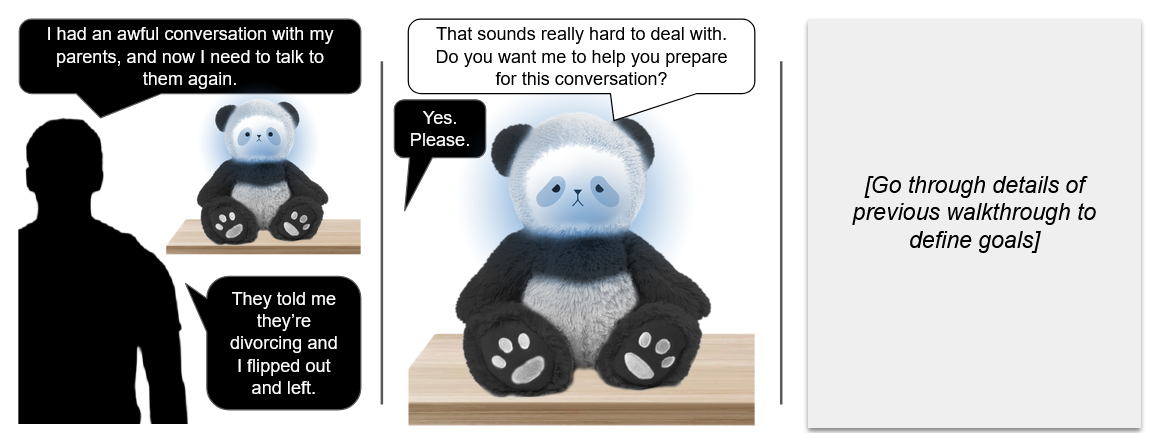 I had an awful conversation with my
parents, and now I need to talk to
them again.
They told me
they’re
divorcing and
I flipped out
and left.
That sounds really hard to deal with.
Do you want me to help you prepare
for this conversation?
Yes.
Please.
[Go through details of
previous walkthrough to
define goals]